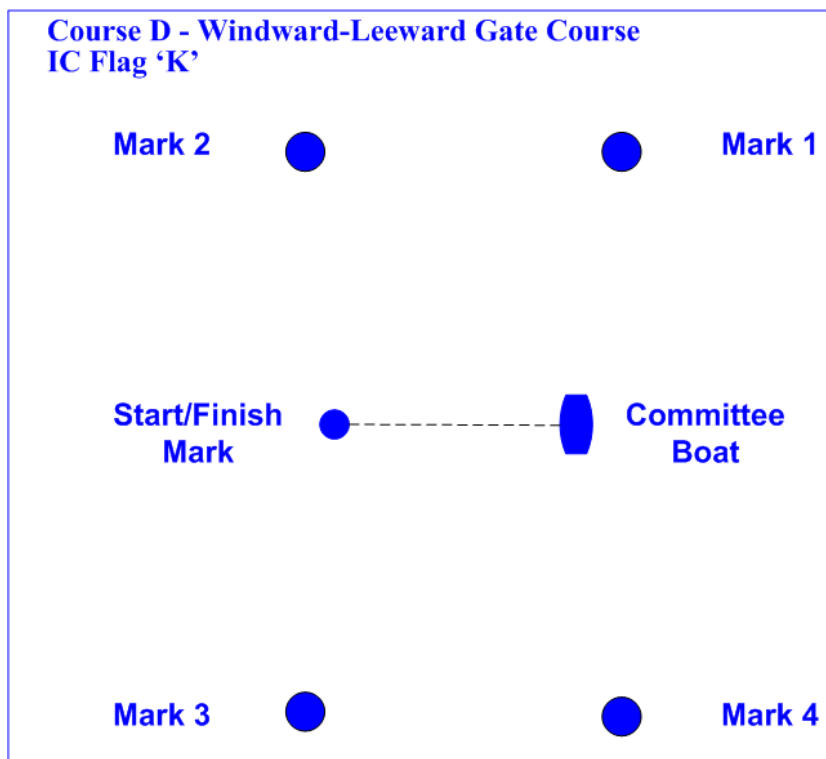 Course D - Windward-Leeward Gate Course
IC Flag ‘K’
Mark 2
Mark 1
Start/Finish
Mark
Committee
Boat
Mark 3
Mark 4